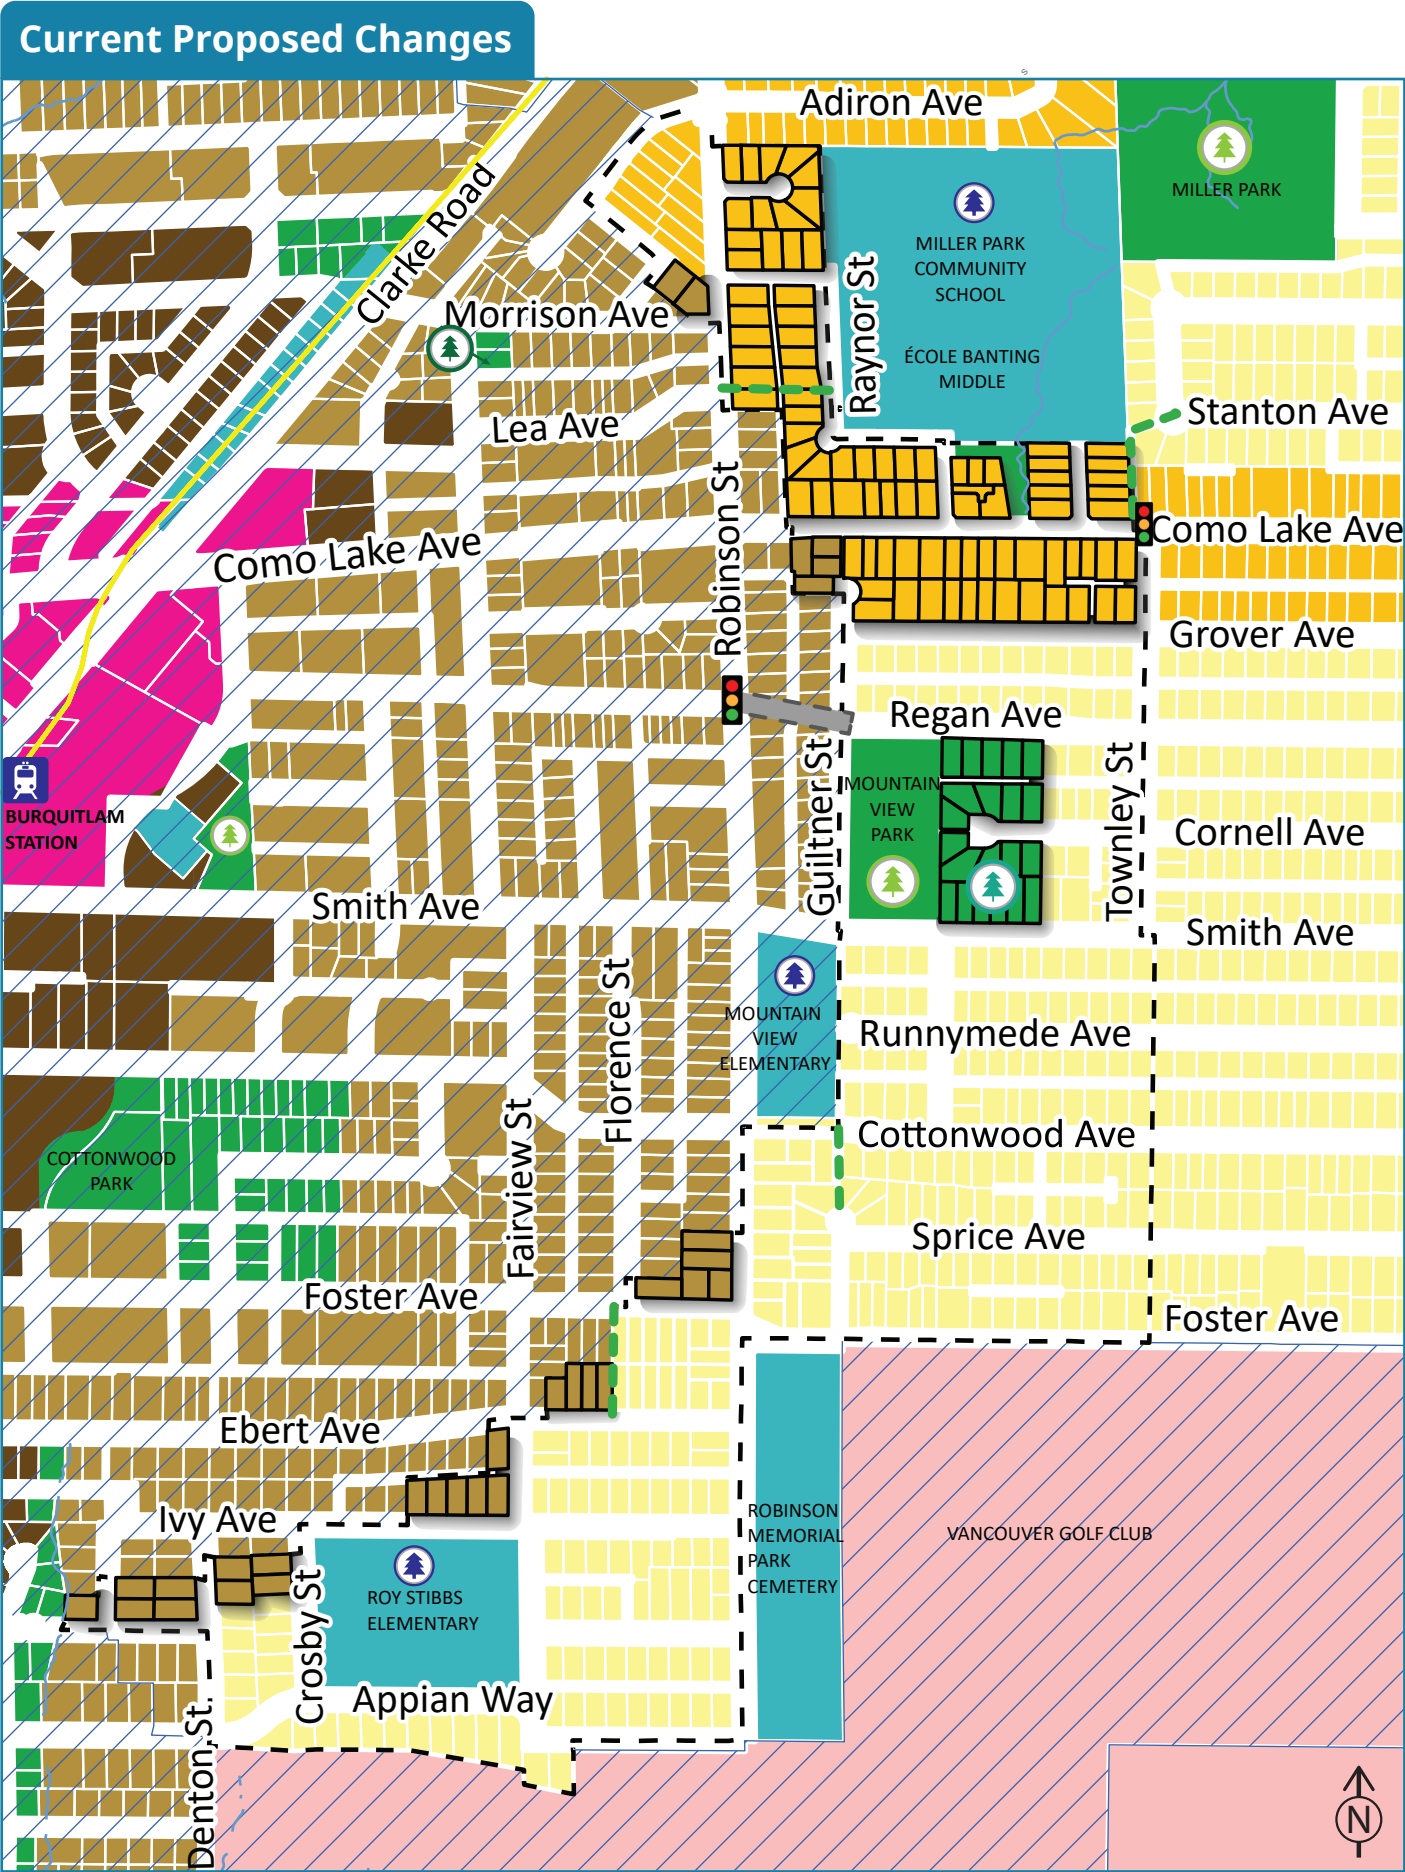 Current Proposed Changes
s
Adiron Ave
MILLER PARK
Clarke Road
MILLER PARK
COMMUNITY
SCHOOL
Raynor St
Morrison Ave
ÉCOLE BANTING
MIDDLE
Stanton Ave
Lea Ave
Robinson St
Como Lake Ave
Como Lake Ave
Grover Ave
Regan Ave
Guiltner St
MOUNTAIN
VIEW
PARK
Townley St
BURQUITLAM
STATION
Cornell Ave
Smith Ave
Smith Ave
Florence St
MOUNTAIN
VIEW
ELEMENTARY
Runnymede Ave
Fairview St
Cottonwood Ave
COTTONWOOD
PARK
Sprice Ave
Foster Ave
Foster Ave
Ebert Ave
Ivy Ave
ROBINSON
MEMORIAL
PARK
CEMETERY
VANCOUVER GOLF CLUB
ROY STIBBS
ELEMENTARY
Crosby St
Appian Way
Denton St.
N